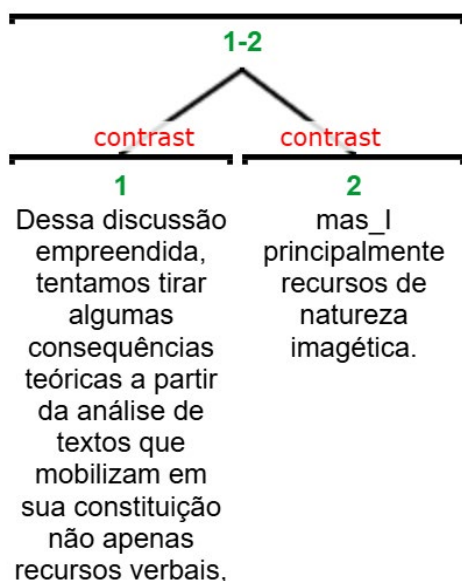 1-2
contrast contrast
1
Dessa discussão
empreendida,
tentamos tirar
algumas
consequências
teóricas a partir
da análise de
textos que
mobilizam em
sua constituição
não apenas
recursos verbais,
2
mas_I
principalmente
recursos de
natureza
imagética.